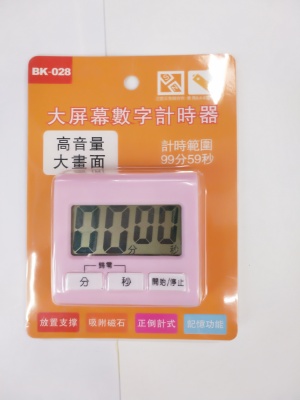 BK-028
大屏幕數字計時器
高音量
大畫面
計時範圍
99分59秒
00 00
分 秒
歸零
分 秒 開始/停止
放置支撐 吸附磁石 正倒計式 記憶功能